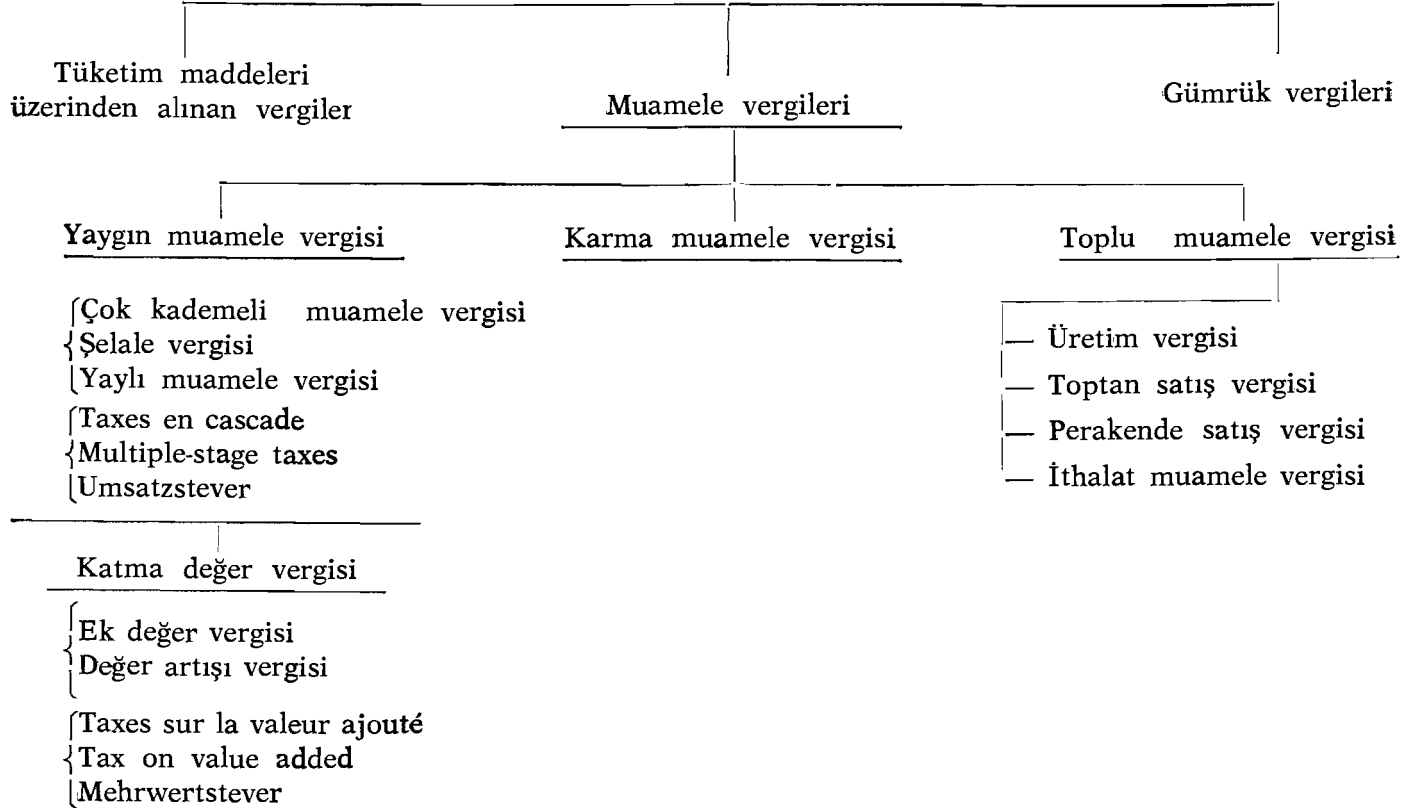 Tüketim maddeleri
üzerinden alınan vergiler
Muamele vergileri
Gümrük vergileri
Yaygın muamele vergisi
Karma muamele vergisi
Toplu muamele vergisi
Çok kademeli muamele vergisi
Şelale vergisi
Yaylı muamele vergisi
Taxes en cascade
Multiple-stage taxes
Umsatzstever
— Üretim vergisi
— Toptan satış vergisi
— Perakende satış vergisi
— İthalat muamele vergisi
Katma değer vergisi
Ek değer vergisi
Değer artışı vergisi
Taxes sur la valeur ajouté
Tax on value added
Mehrwertstever